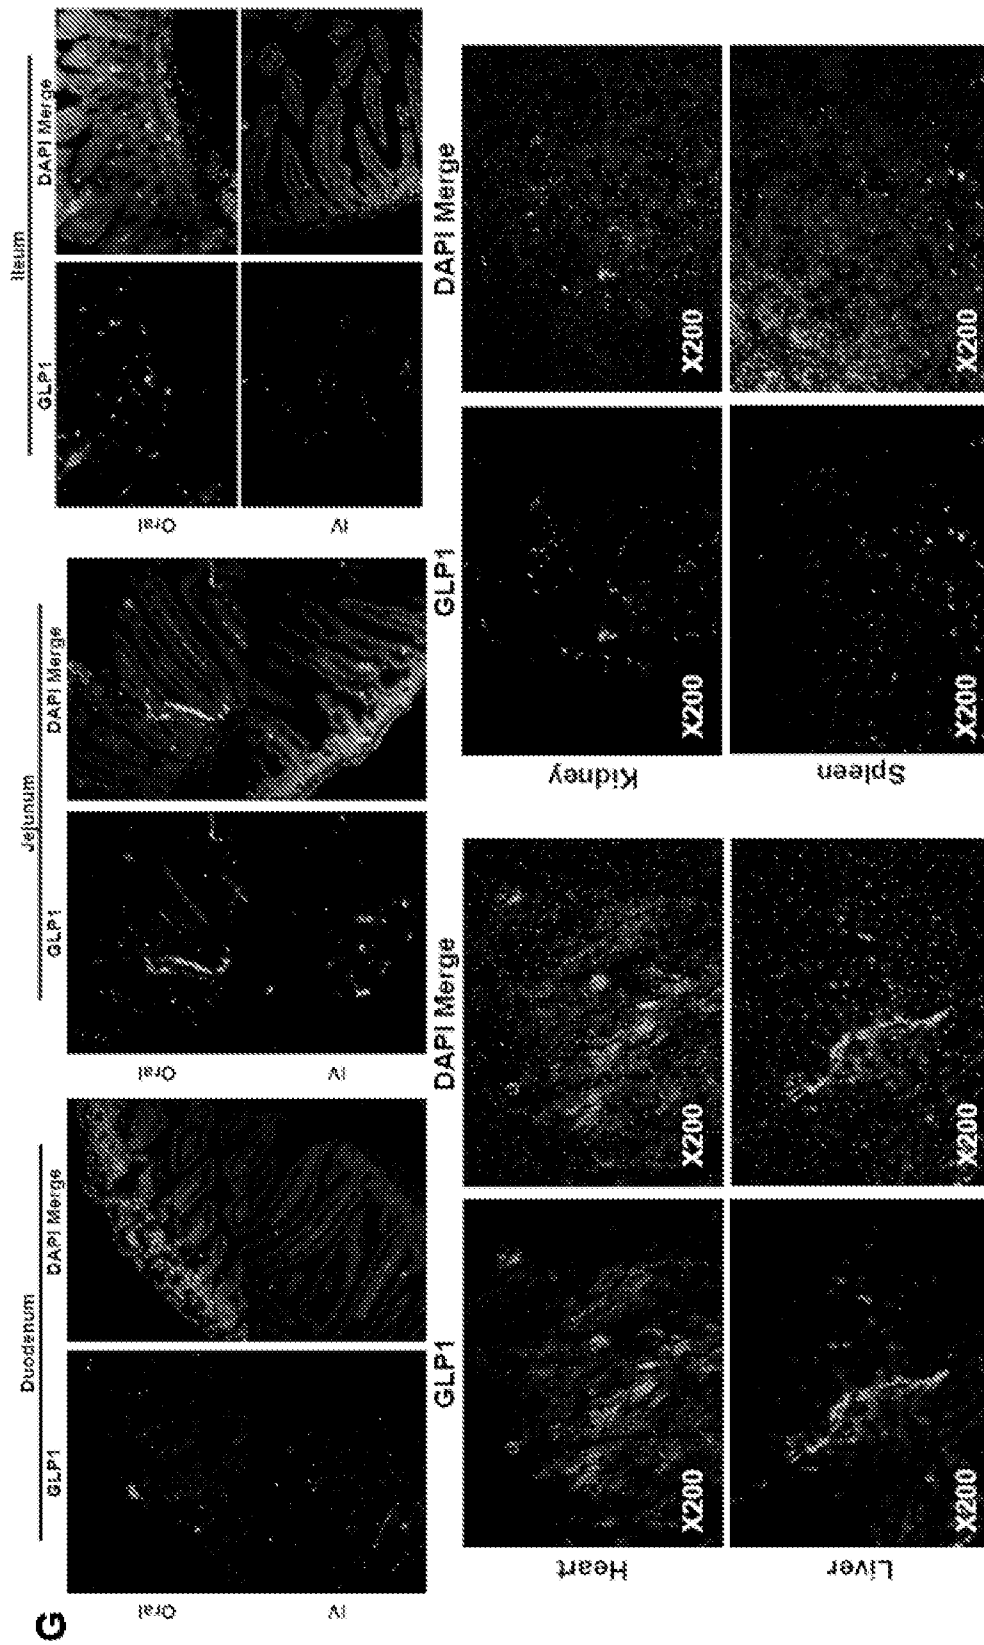 G
Duodenum
GLP1
DAPI Merge
Oral
IV
Jejunum
GLP1
DAPI Merge
Oral
IV
Ileum
GLP1
DAPI Merge
Oral
IV
GLP1
DAPI Merge
Heart
X200
X200
Liver
X200
X200
GLP1
DAPI Merge
Kidney
X200
X200
Spleen
X200
X200